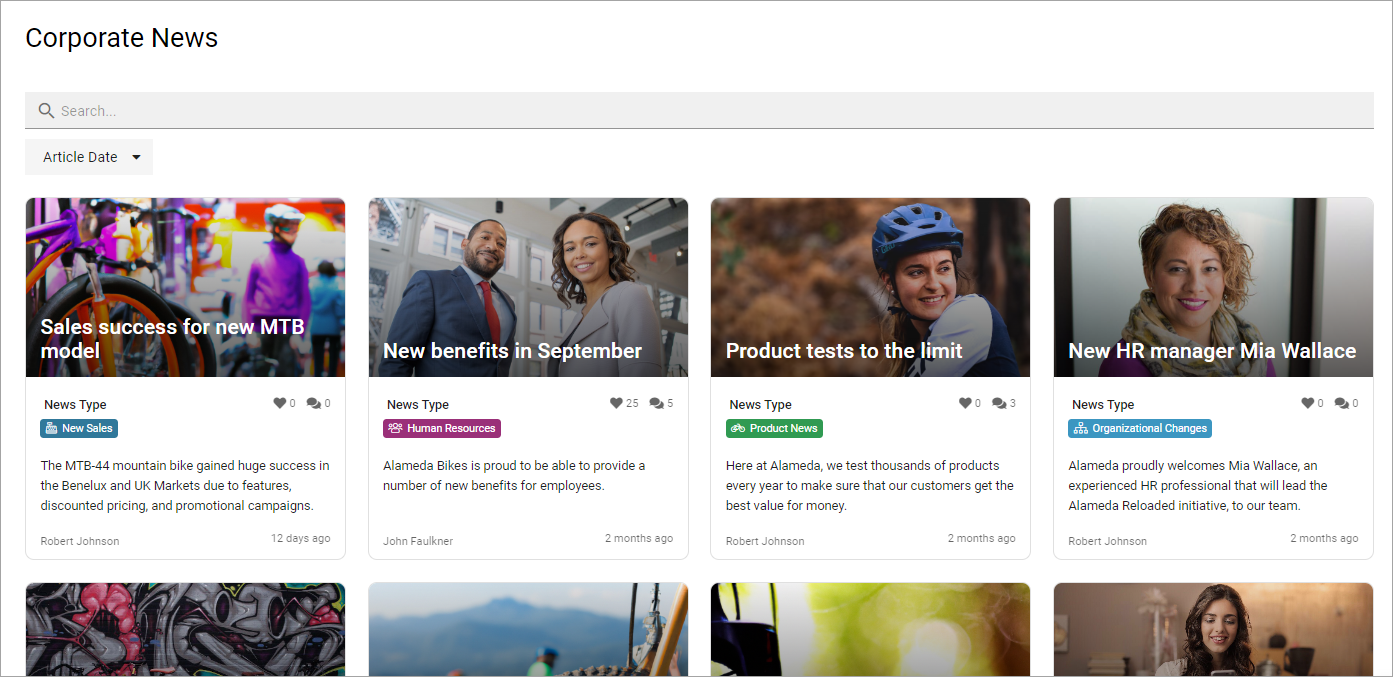 Corporate News
Search...
Article Date
Sales success for new MTB
model
News Type
0 0
New Sales
The MTB-44 mountain bike gained huge success in
the Benelux and UK Markets due to features,
discounted pricing, and promotional campaigns.
Robert Johnson
12 days ago
New benefits in September
News Type
25 5
Human Resources
Alameda Bikes is proud to be able to provide a
number of new benefits for employees.
John Faulkner
2 months ago
Product tests to the limit
News Type
0 3
Product News
Here at Alameda, we test thousands of products
every year to make sure that our customers get the
best value for money.
Robert Johnson
2 months ago
New HR manager Mia Wallace
News Type
0 0
Organizational Changes
Alameda proudly welcomes Mia Wallace, an
experienced HR professional that will lead the
Alameda Reloaded initiative, to our team.
Robert Johnson
2 months ago